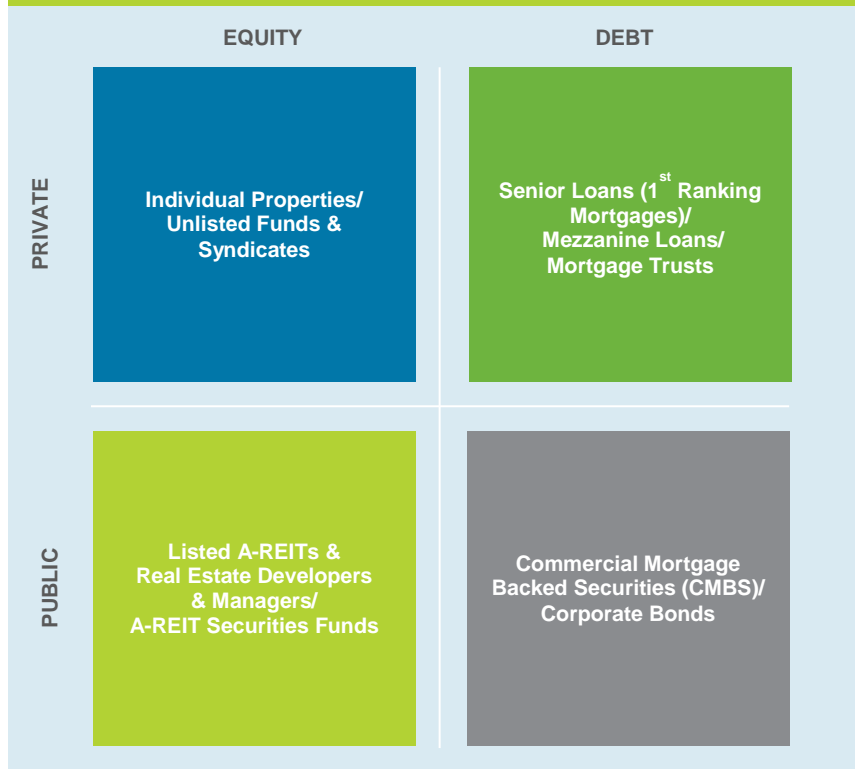 EQUITY
DEBT
PRIVATE
Individual Properties/
Unlisted Funds &
Syndicates
Senior Loans (1st Ranking
Mortgages)/
Mezzanine Loans/
Mortgage Trusts
PUBLIC
Listed A-REITs &
Real Estate Developers
& Managers/
A-REIT Securities Funds
Commercial Mortgage
Backed Securities (CMBS)/
Corporate Bonds